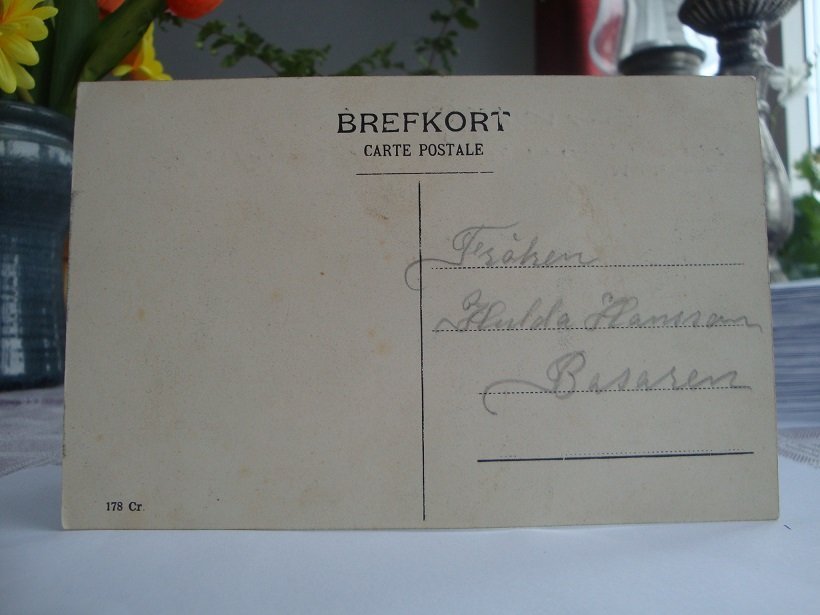 BREFKORT
CARTE POSTALE
Fröken
Hulda Hansson
Basaren
178 Cr.